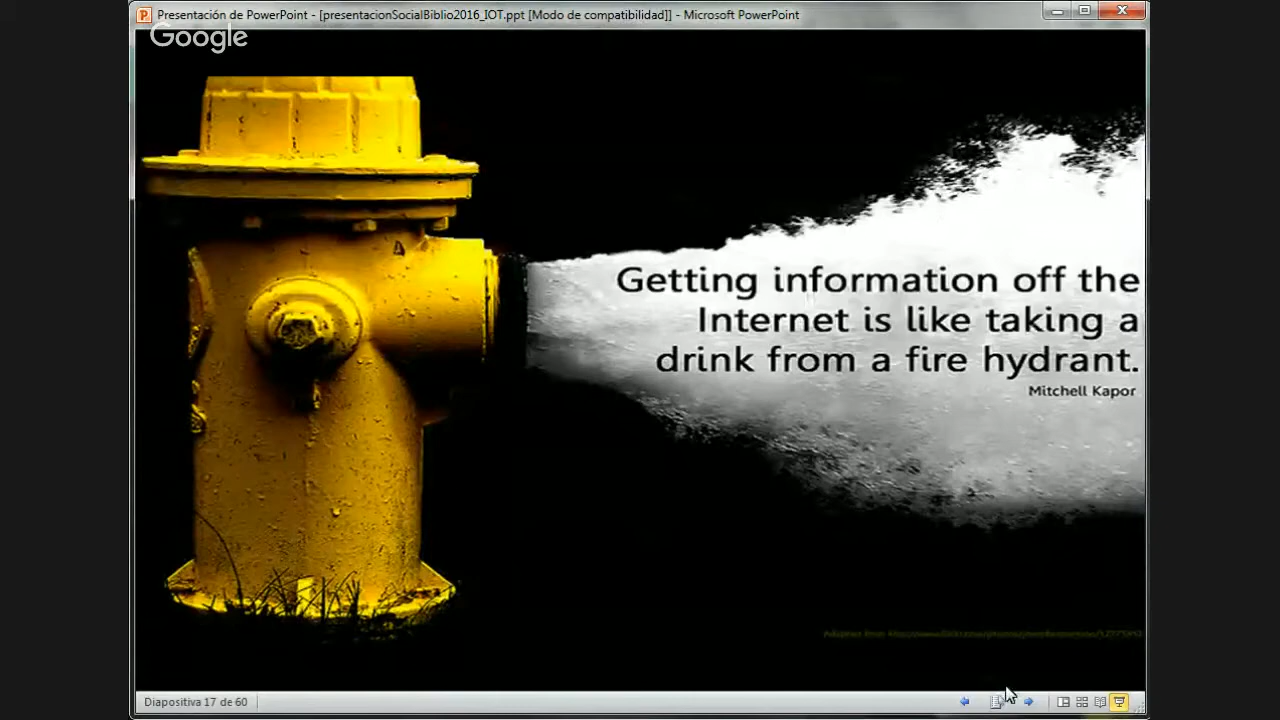 Presentación de PowerPoint - [presentacionSocialBiblio2016_IOT.ppt [Modo de compatibilidad]] - Microsoft PowerPoint
Google
Getting information off the
Internet is like taking a
drink from a fire hydrant.
Mitchell Kapor
Diapositiva 17 de 60